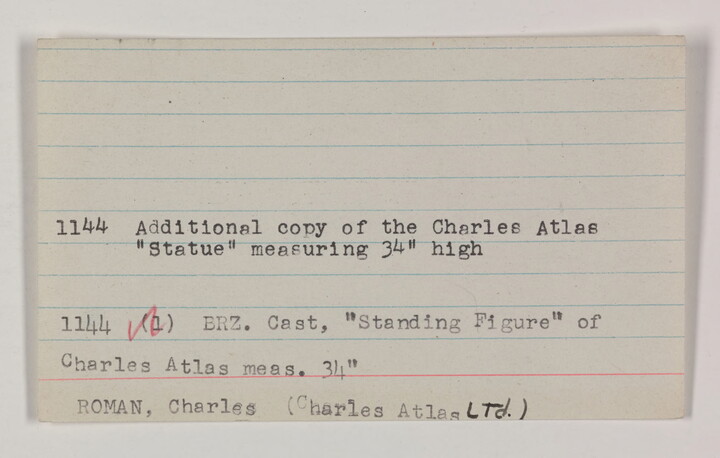 1144 Additional copy of the Charles Atlas
"Statue" measuring 34" high
1144 (1) BRZ. Cast, "Standing Figure" of
Charles Atlas meas. 34"
ROMAN, Charles (Charles Atlas LTd.)